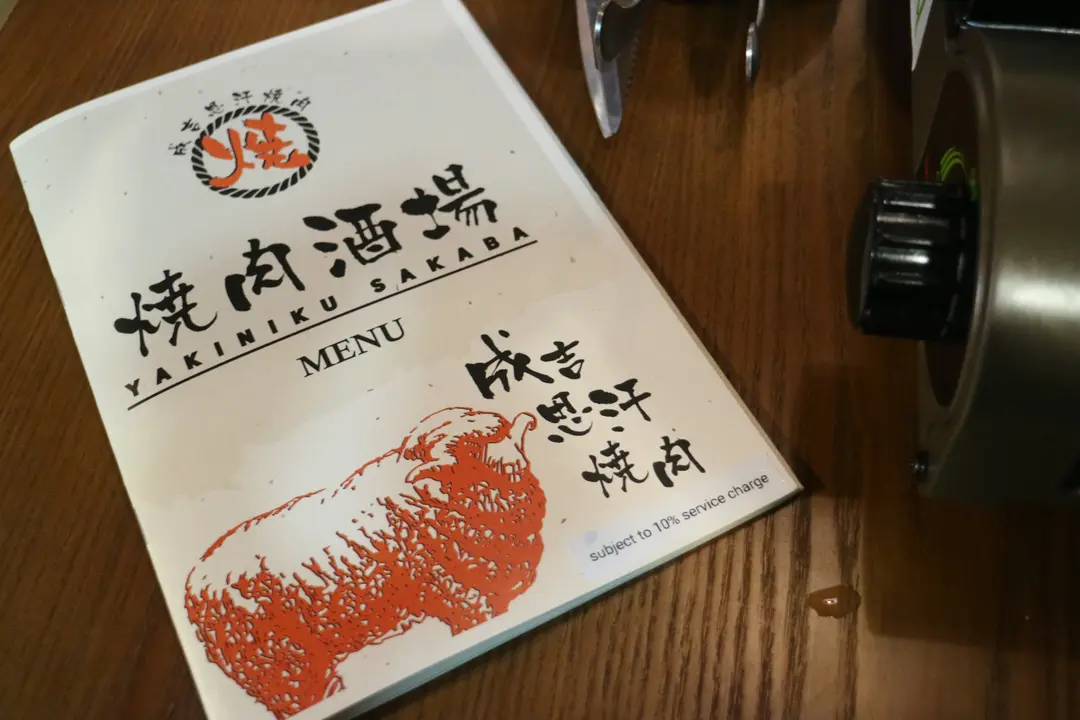 成吉思汗焼肉
焼
焼肉酒場
YAKINIKU SAKABA
MENU
成吉
思汗
焼肉
subject to 10% service charge